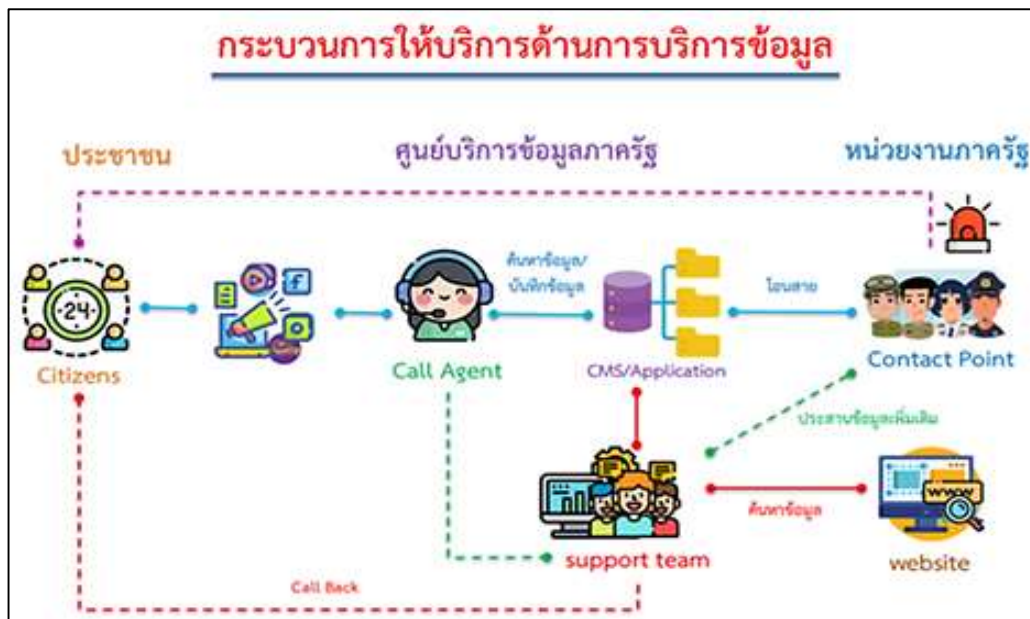 กระบวนการให้บริการด้านการบริการข้อมูล
ประชาชน
ศูนย์บริการข้อมูลภาครัฐ
หน่วยงานภาครัฐ
24
ค้นหาข้อมูล/
บันทึกข้อมูล
โอนสาย
Citizens
Call Agent
CMS/Application
Contact Point
ประสานข้อมูลเพิ่มเติม
www
ค้นหาข้อมูล
support team
website
Call Back